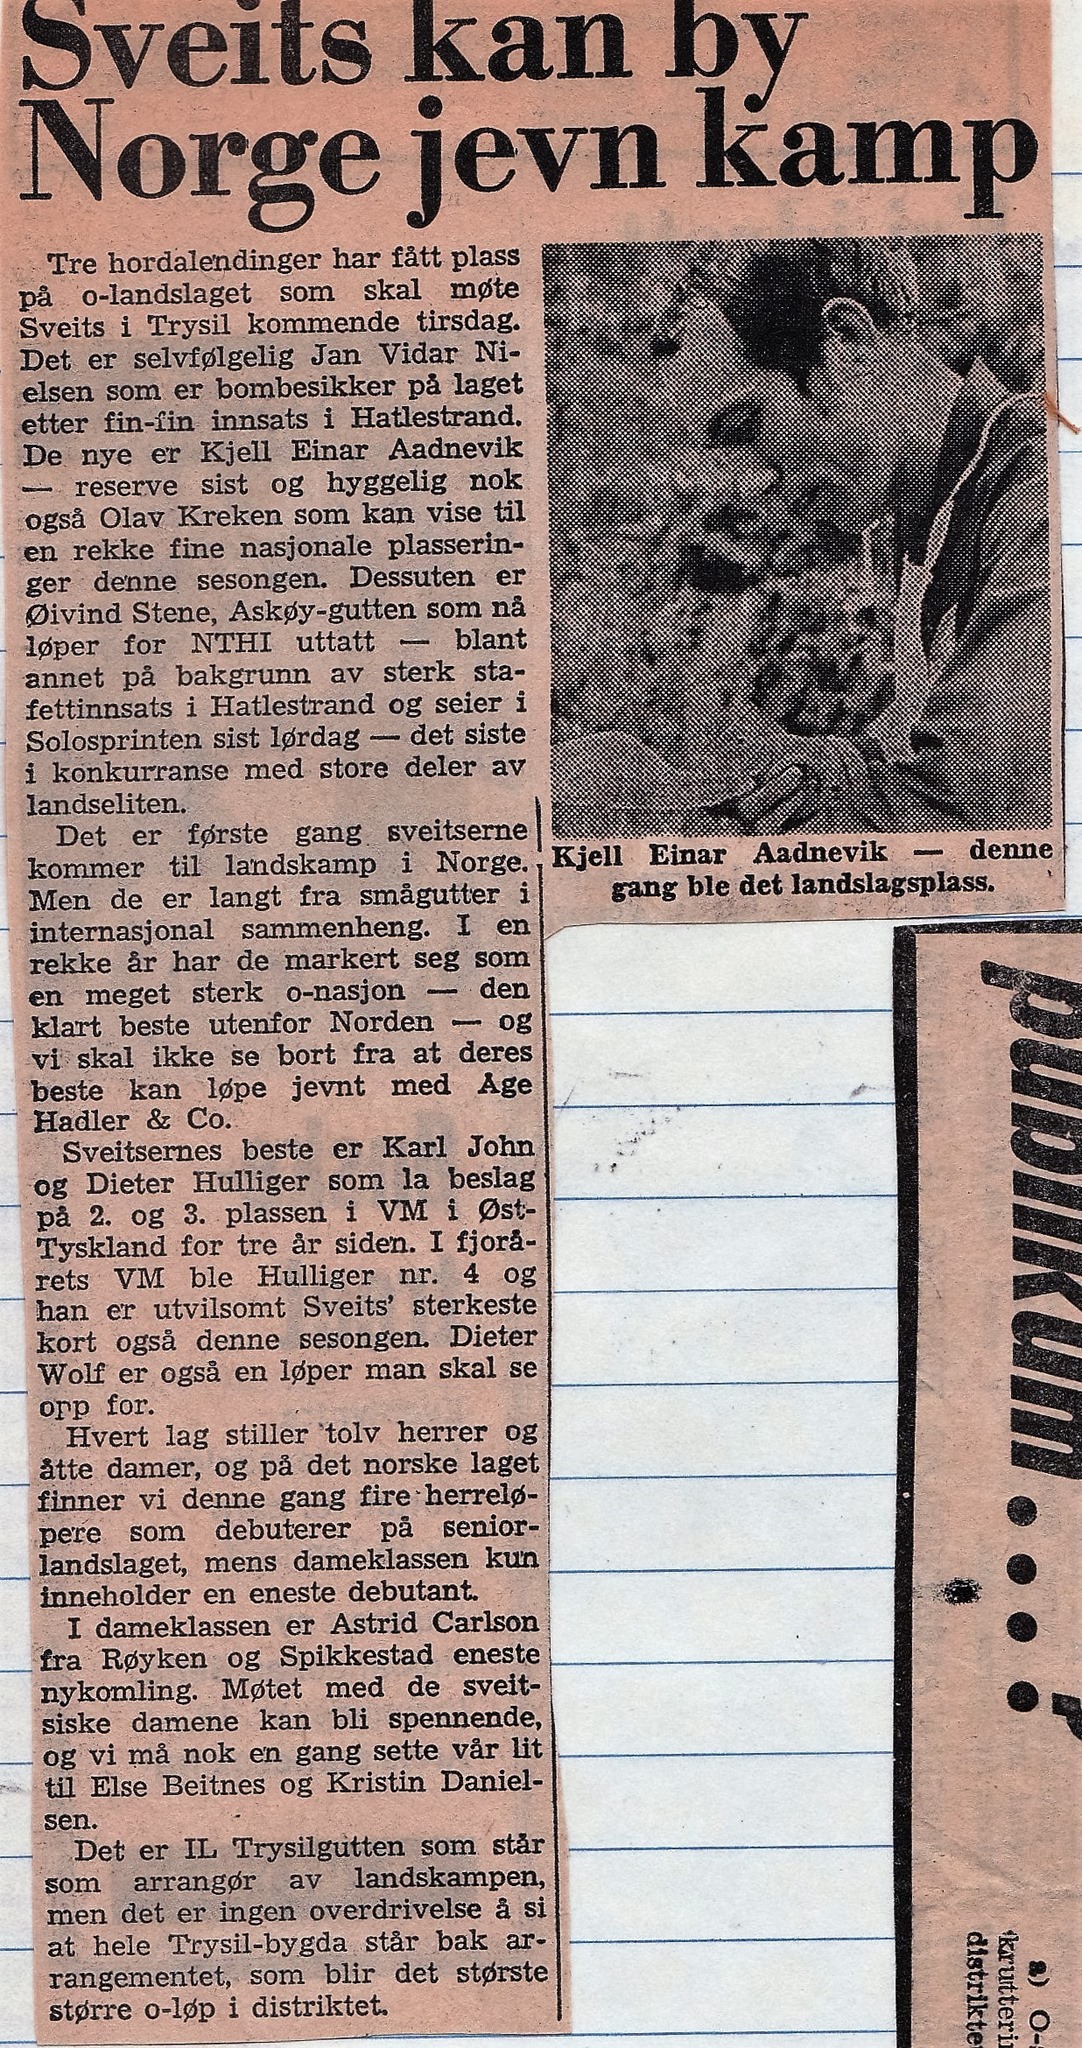 Sveits kan by
Norge jevn kamp
Tre hordalendinger har fått plass
på o-landslaget som skal møte
Sveits i Trysil kommende tirsdag.
Det er selvfølgelig Jan Vidar Ni-
elsen som er bombesikker på laget
etter fin-fin innsats i Hatlestrand.
De nye er Kjell Einar Aadnevik
— reserve sist og hyggelig nok
også Olav Kreken som kan vise til
en rekke fine nasjonale plasserin-
ger denne sesongen. Dessuten er
Øivind Stene, Askøy-gutten som nå
løper for NTHI uttatt — blant
annet på bakgrunn av sterk sta-
fettinnsats i Hatlestrand og seier i
Solosprinten sist lørdag — det siste
i konkurranse med store deler av
landseliten.
Det er første gang sveitserne
kommer til landskamp i Norge.
Men de er langt fra smågutter i
internasjonal sammenheng. I en
rekke år har de markert seg som
en meget sterk o-nasjon — den
klart beste utenfor Norden — og
vi skal ikke se bort fra at deres
beste kan løpe jevnt med Åge
Hadler & Co.
Sveitsernes beste er Karl John
og Dieter Hulliger som la beslag
på 2. og 3. plassen i VM i Øst-
Tyskland for tre år siden. I fjorå-
rets VM ble Hulliger nr. 4 og
han er utvilsomt Sveits' sterkeste
kort også denne sesongen. Dieter
Wolf er også en løper man skal se
opp for.
Hvert lag stiller tolv herrer og
åtte damer, og på det norske laget
finner vi denne gang fire herrelø-
pere som debuterer på senior-
landslaget, mens dameklassen kun
inneholder en eneste debutant.
I dameklassen er Astrid Carlson
fra Røyken og Spikkestad eneste
nykomling. Møtet med de sveit-
siske damene kan bli spennende,
og vi må nok en gang sette vår lit
til Else Beitnes og Kristin Daniel-
sen.
Det er IL Trysilgutten som står
som arrangør av landskampen,
men det er ingen overdrivelse å si
at hele Trysil-bygda står bak ar-
rangementet, som blir det største
større o-løp i distriktet.
Kjell Einar Aadnevik — denne
gang ble det landslagsplass.
publikum . . . . ?
a) O-
krutterin
distrikte